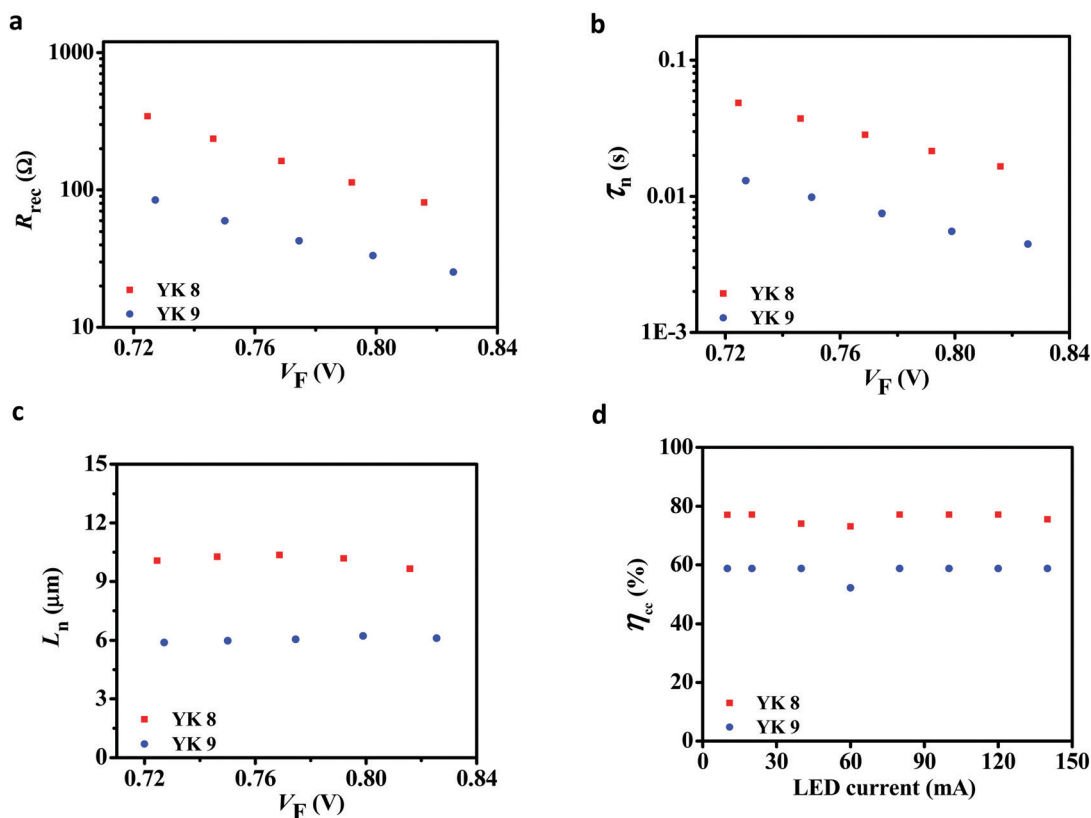 a
1000
100
10
R_rec (Ω)
YK 8
YK 9
0.72 0.76 0.80 0.84
V_F (V)
b
0.1
0.01
1E-3
τ_n (s)
YK 8
YK 9
0.72 0.76 0.80 0.84
V_F (V)
c
15
12
9
6
3
0
L_n (μm)
YK 8
YK 9
0.72 0.76 0.80 0.84
V_F (V)
d
100
80
60
40
20
0
η_cc (%)
YK 8
YK 9
0 30 60 90 120 150
LED current (mA)